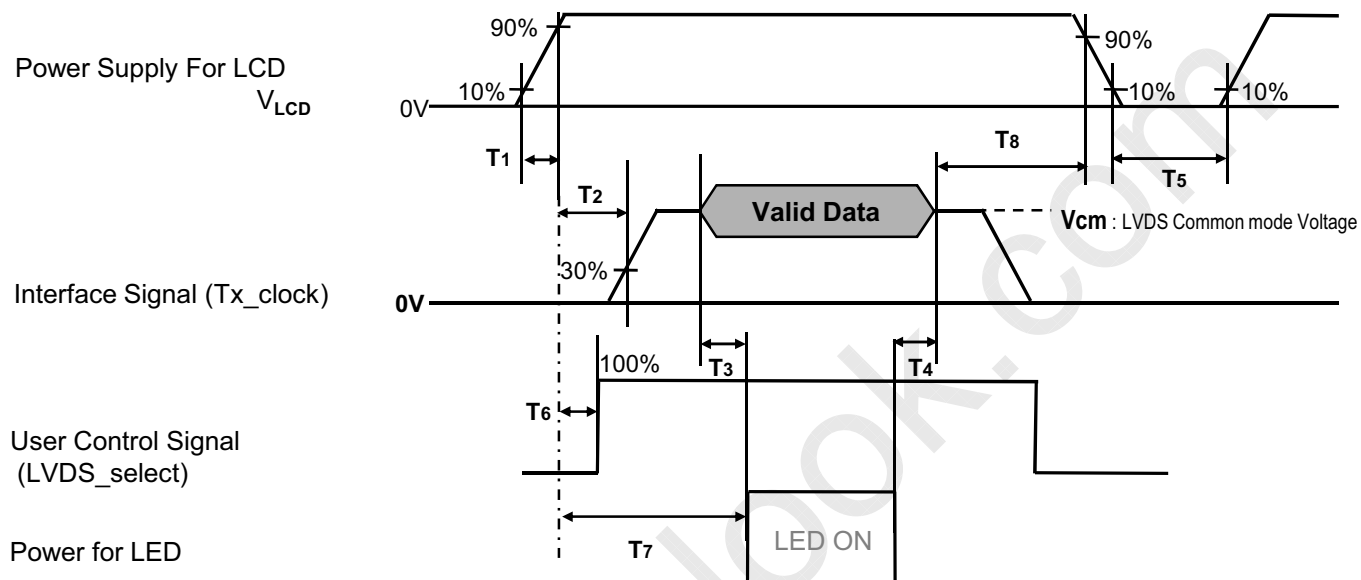 90%
90%
Power Supply For LCD
VLCD
10%
10%
10%
0V
T1
T8
T5
T2
Valid Data
Vcm : LVDS Common mode Voltage
30%
Interface Signal (Tx_clock)
0V
T3
T4
100%
T6
User Control Signal
(LVDS_select)
T7
LED ON
Power for LED
look.com